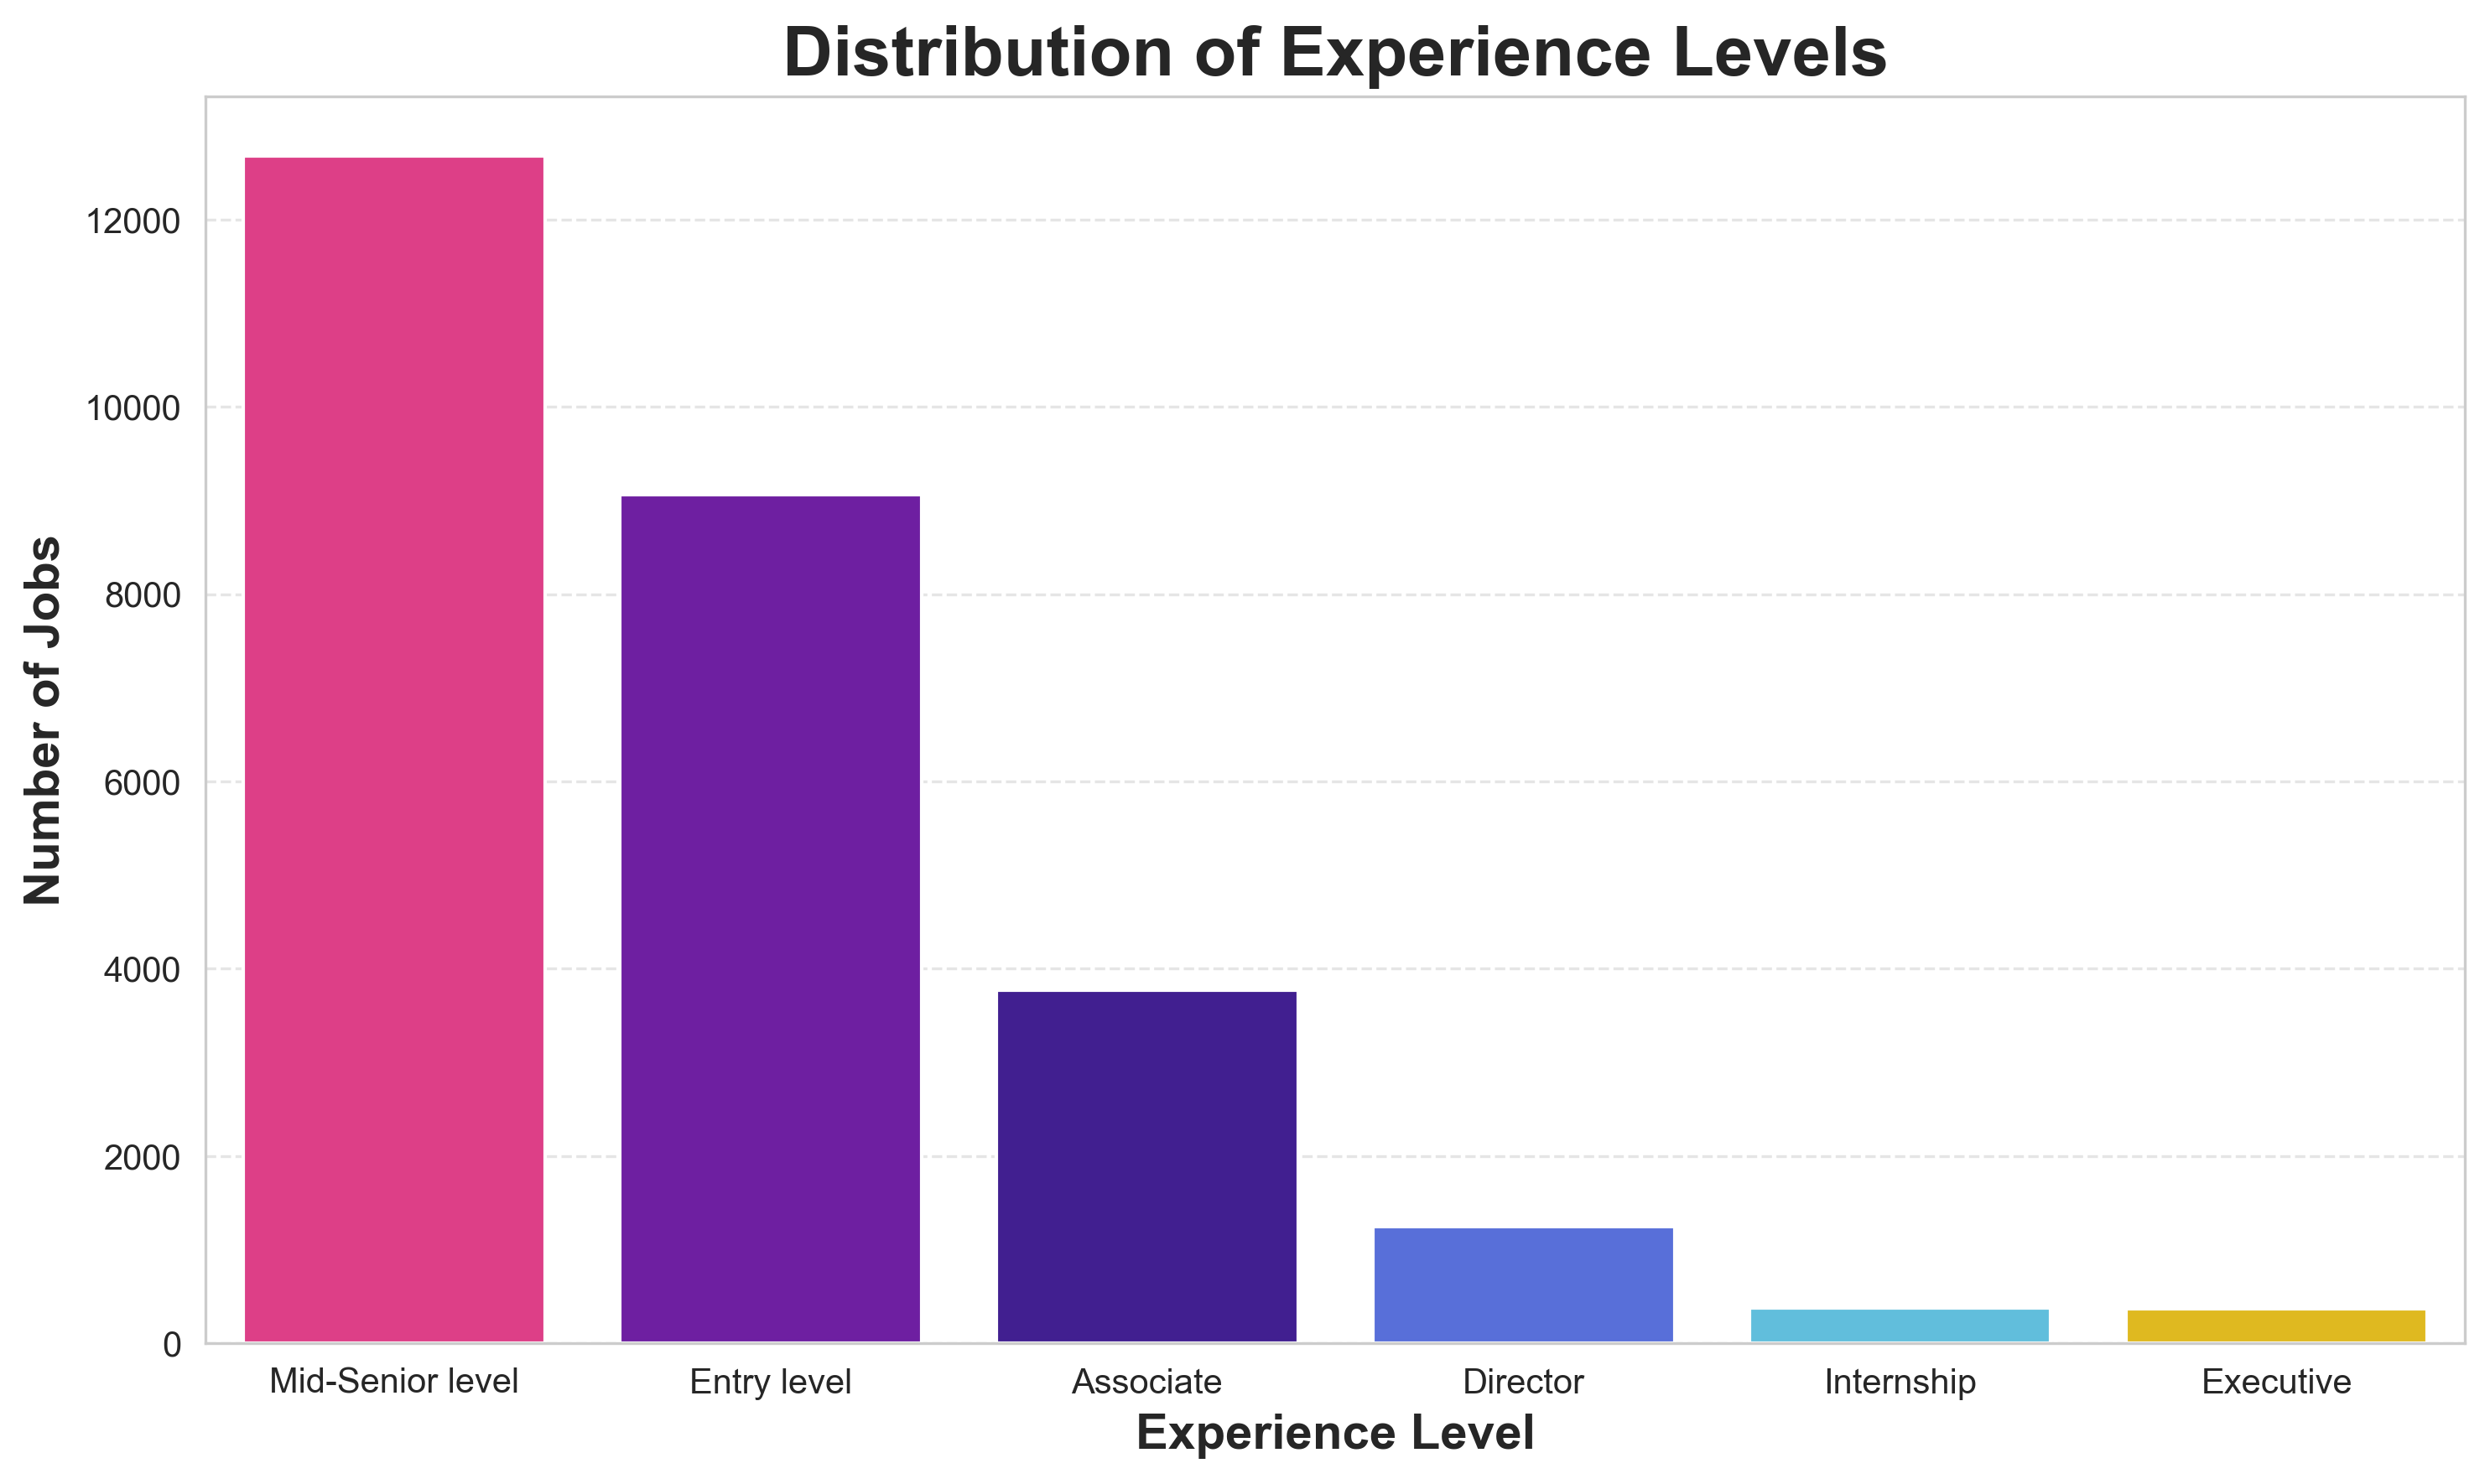 Distribution of Experience Levels
Number of Jobs
12000
10000
8000
6000
4000
2000
0
Mid-Senior level
Entry level
Associate
Director
Internship
Executive
Experience Level